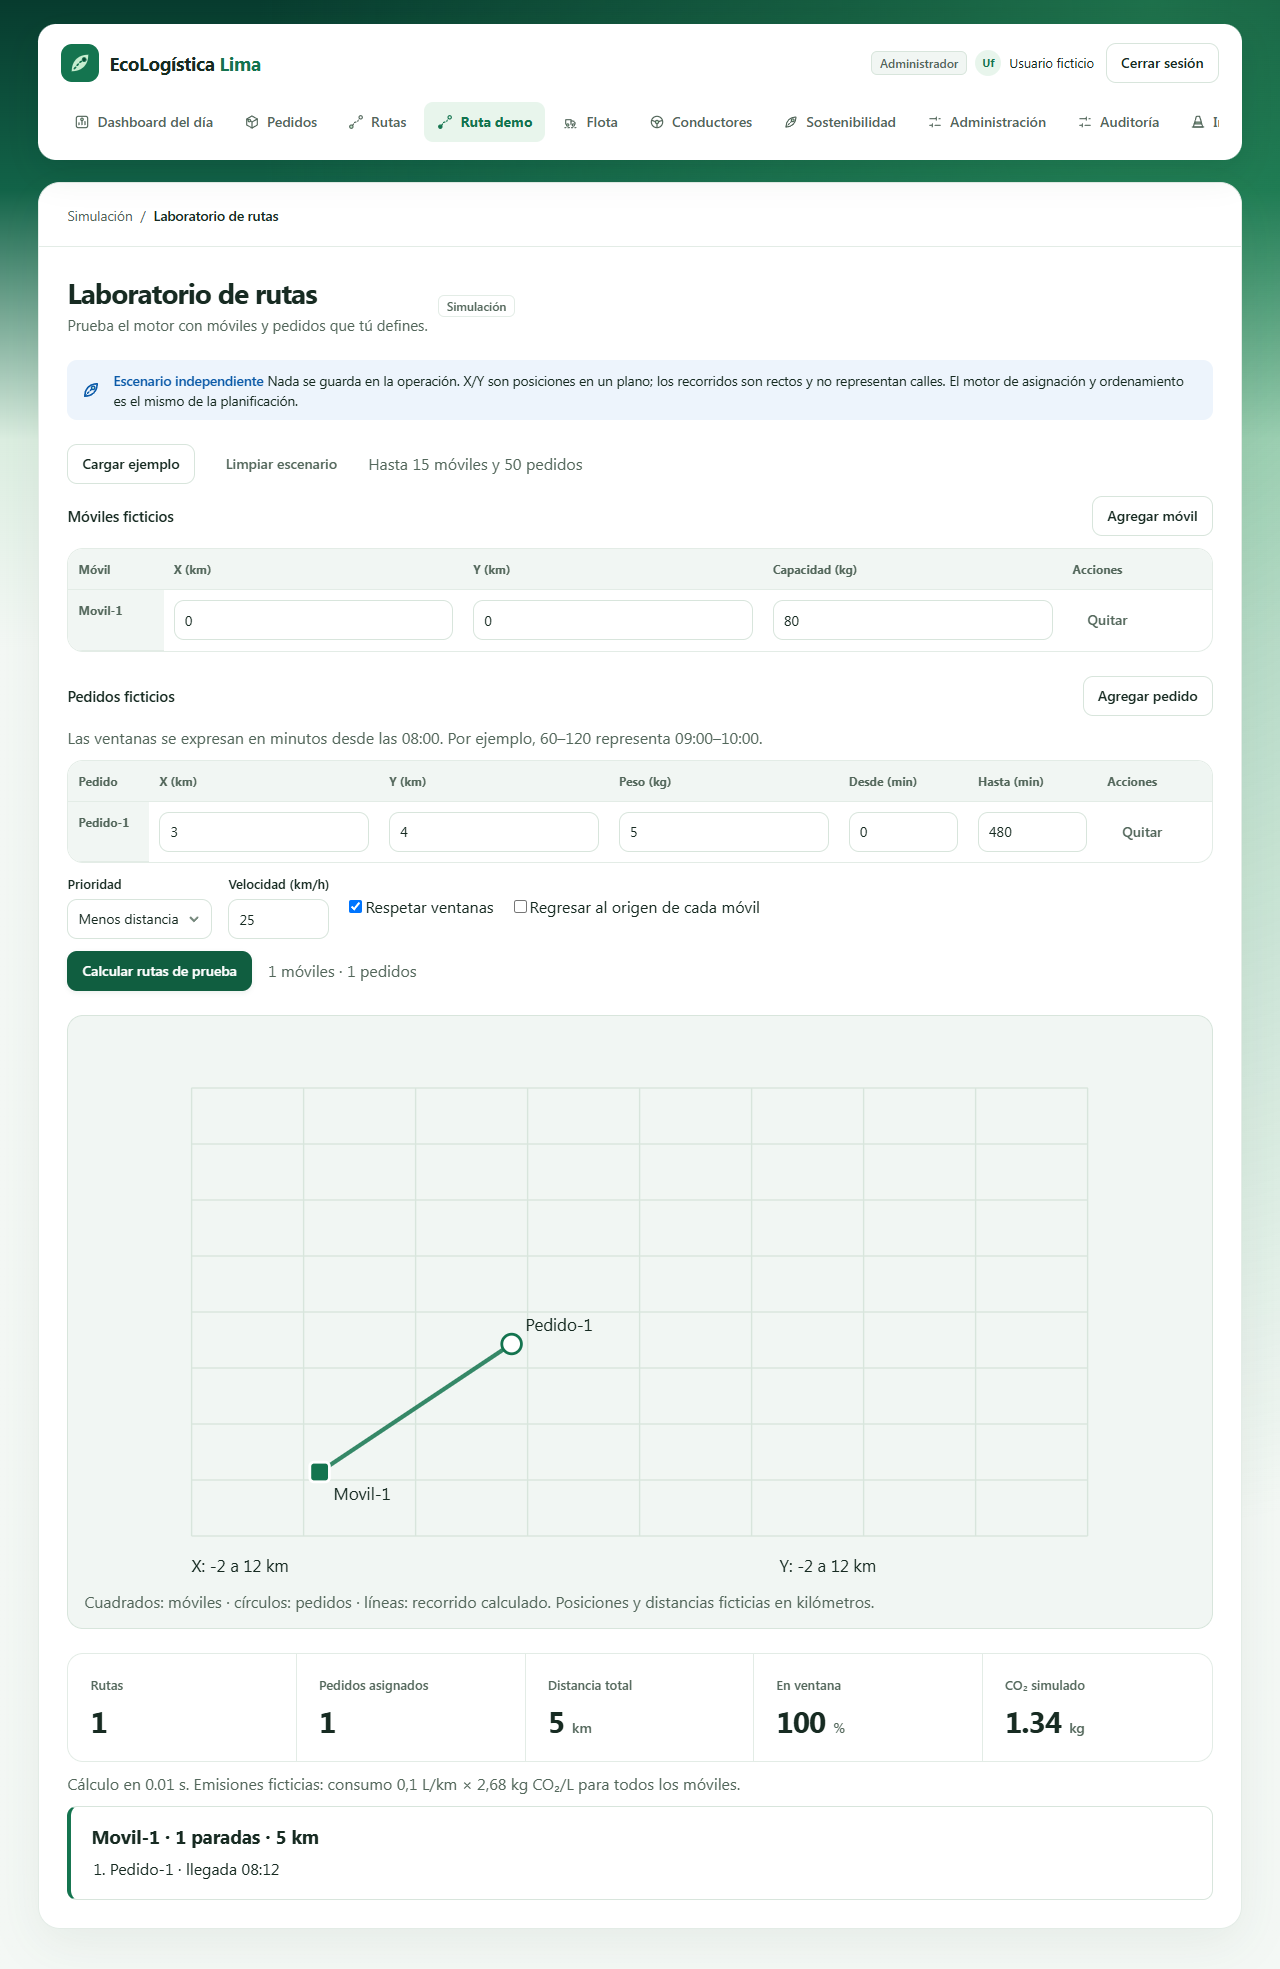 EcoLogística Lima
Administrador
Uf
Usuario ficticio
Cerrar sesión
Dashboard del día
Pedidos
Rutas
Ruta demo
Flota
Conductores
Sostenibilidad
Administración
Auditoría
Simulación / Laboratorio de rutas
Laboratorio de rutas
Simulación
Prueba el motor con móviles y pedidos que tú defines.
Escenario independiente Nada se guarda en la operación. X/Y son posiciones en un plano; los recorridos son rectos y no representan calles. El motor de asignación y ordenamiento
es el mismo de la planificación.
Cargar ejemplo
Limpiar escenario
Hasta 15 móviles y 50 pedidos
Móviles ficticios
Agregar móvil
Móvil X (km) Y (km) Capacidad (kg) Acciones
Movil-1 0 0 80 Quitar
Pedidos ficticios
Agregar pedido
Las ventanas se expresan en minutos desde las 08:00. Por ejemplo, 60–120 representa 09:00–10:00.
Pedido X (km) Y (km) Peso (kg) Desde (min) Hasta (min) Acciones
Pedido-1 3 4 5 0 480 Quitar
Prioridad
Velocidad (km/h)
Menos distancia
25
Respetar ventanas
Regresar al origen de cada móvil
Calcular rutas de prueba
1 móviles · 1 pedidos
Pedido-1
Movil-1
X: -2 a 12 km
Y: -2 a 12 km
Cuadrados: móviles · círculos: pedidos · líneas: recorrido calculado. Posiciones y distancias ficticias en kilómetros.
Rutas
1
Pedidos asignados
1
Distancia total
5 km
En ventana
100 %
CO₂ simulado
1.34 kg
Cálculo en 0.01 s. Emisiones ficticias: consumo 0,1 L/km × 2,68 kg CO₂/L para todos los móviles.
Movil-1 · 1 paradas · 5 km
1. Pedido-1 · llegada 08:12